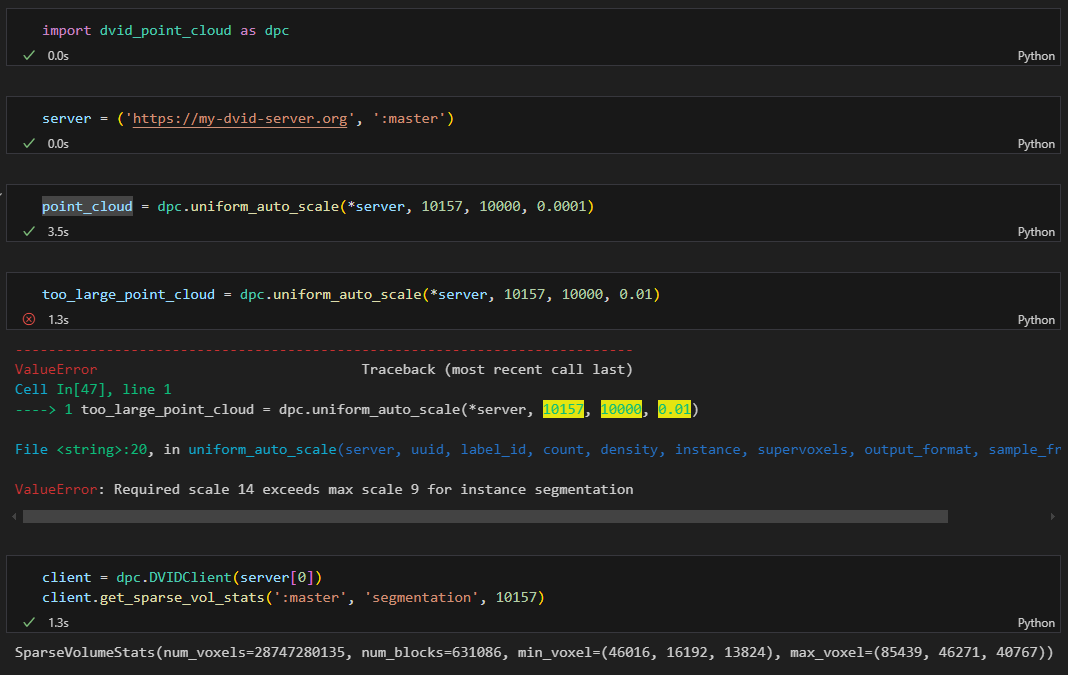 import dvid_point_cloud as dpc
0.0s
Python
server = ('https://my-dvid-server.org', ':master')
0.0s
Python
point_cloud = dpc.uniform_auto_scale(*server, 10157, 10000, 0.0001)
3.5s
Python
too_large_point_cloud = dpc.uniform_auto_scale(*server, 10157, 10000, 0.01)
1.3s
Python
---------------------------------------------------------------------------
ValueError Traceback (most recent call last)
Cell In[47], line 1
----> 1 too_large_point_cloud = dpc.uniform_auto_scale(*server, 10157, 10000, 0.01)
File <string>:20, in uniform_auto_scale(server, uuid, label_id, count, density, instance, supervoxels, output_format, sample_fr
ValueError: Required scale 14 exceeds max scale 9 for instance segmentation
client = dpc.DVIDClient(server[0])
client.get_sparse_vol_stats(':master', 'segmentation', 10157)
1.3s
Python
SparseVolumeStats(num_voxels=28747280135, num_blocks=631086, min_voxel=(46016, 16192, 13824), max_voxel=(85439, 46271, 40767))